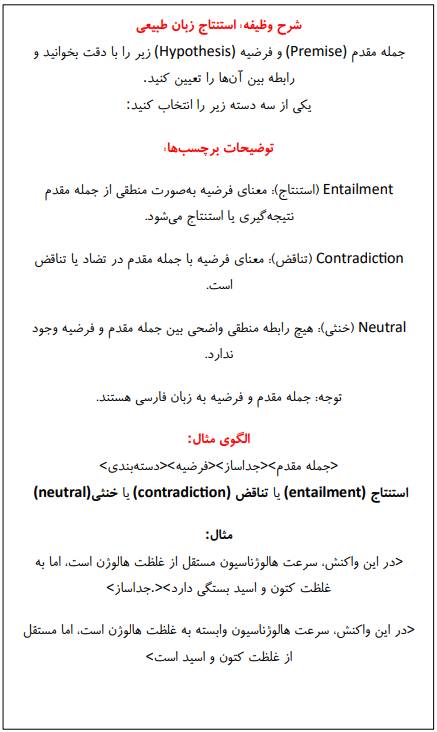 شرح وظیفه: استنتاج زبان طبیعی
جمله مقدم (Premise) و فرضیه (Hypothesis) زیر را با دقت بخوانید و
رابطه بین آن‌ها را تعیین کنید.
یکی از سه دسته زیر را انتخاب کنید:
توضیحات برچسب‌ها:
Entailment (استنتاج): معنای فرضیه به‌صورت منطقی از جمله مقدم
نتیجه‌گیری یا استنتاج می‌شود.
Contradiction (تناقض): معنای فرضیه با جمله مقدم در تضاد یا تناقض
است.
Neutral (خنثی): هیچ رابطه منطقی واضحی بین جمله مقدم و فرضیه وجود
ندارد.
توجه: جمله مقدم و فرضیه به زبان فارسی هستند.
الگوی مثال:
<جمله مقدم><جداساز><فرضیه><دسته‌بندی>
استنتاج (entailment) یا تناقض (contradiction) یا خنثی(neutral)
مثال:
<در این واکنش، سرعت هالوژناسیون مستقل از غلظت هالوژن است، اما به
غلظت کتون و اسید بستگی دارد><.جداساز>
<در این واکنش، سرعت هالوژناسیون وابسته به غلظت هالوژن است، اما مستقل
از غلظت کتون و اسید است>